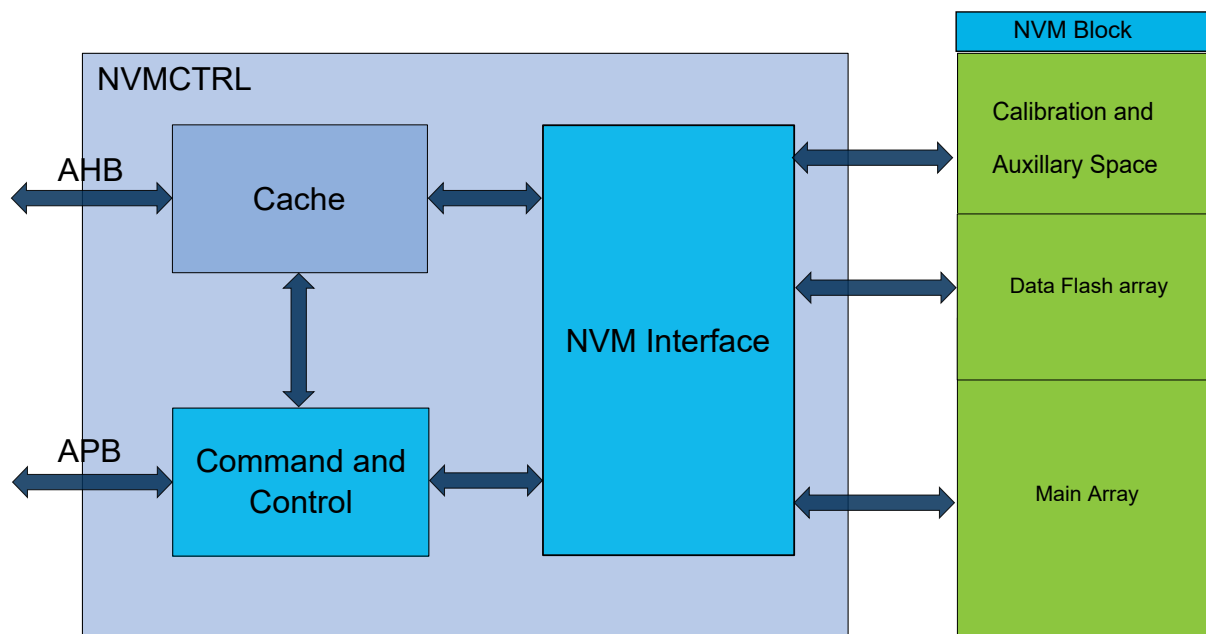 NVM Block
NVMCTRL
Calibration and
Auxillary Space
AHB
Cache
Data Flash array
NVM Interface
APB
Command and
Control
Main Array